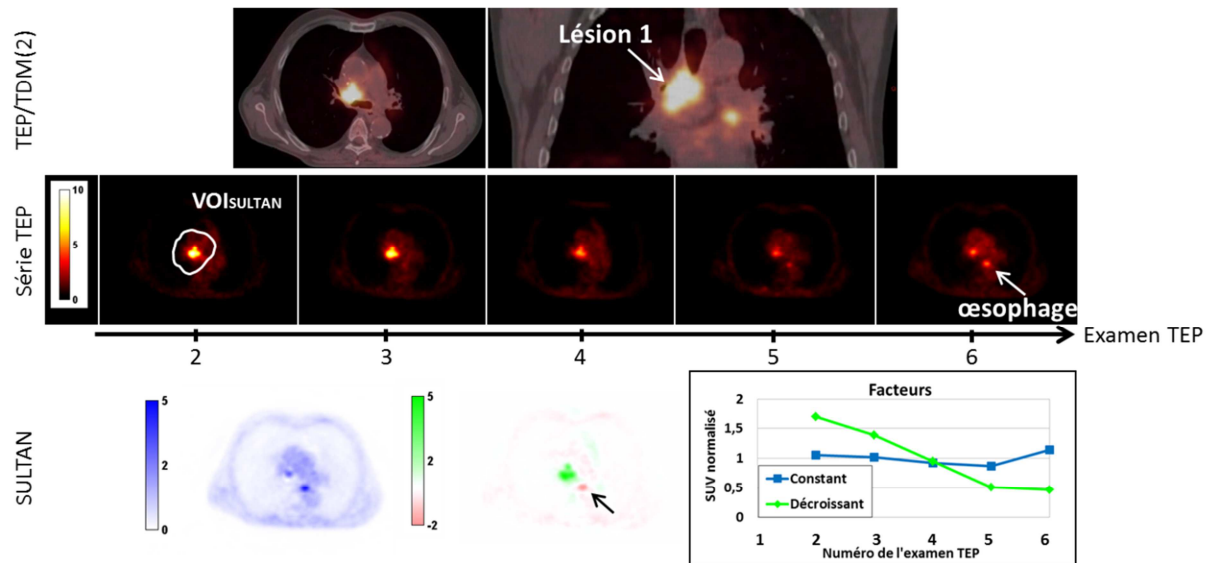 TEP/TDM(2)
Lésion 1
Série TEP
10
5
0
VOISULTAN
œsophage
2
3
4
5
6
Examen TEP
SULTAN
5
2
0
5
2
0
-2
Facteurs
SUV normalisé
2
1,5
1
0,5
0
Constant
Décroissant
1
2
3
4
5
6
Numéro de l'examen TEP